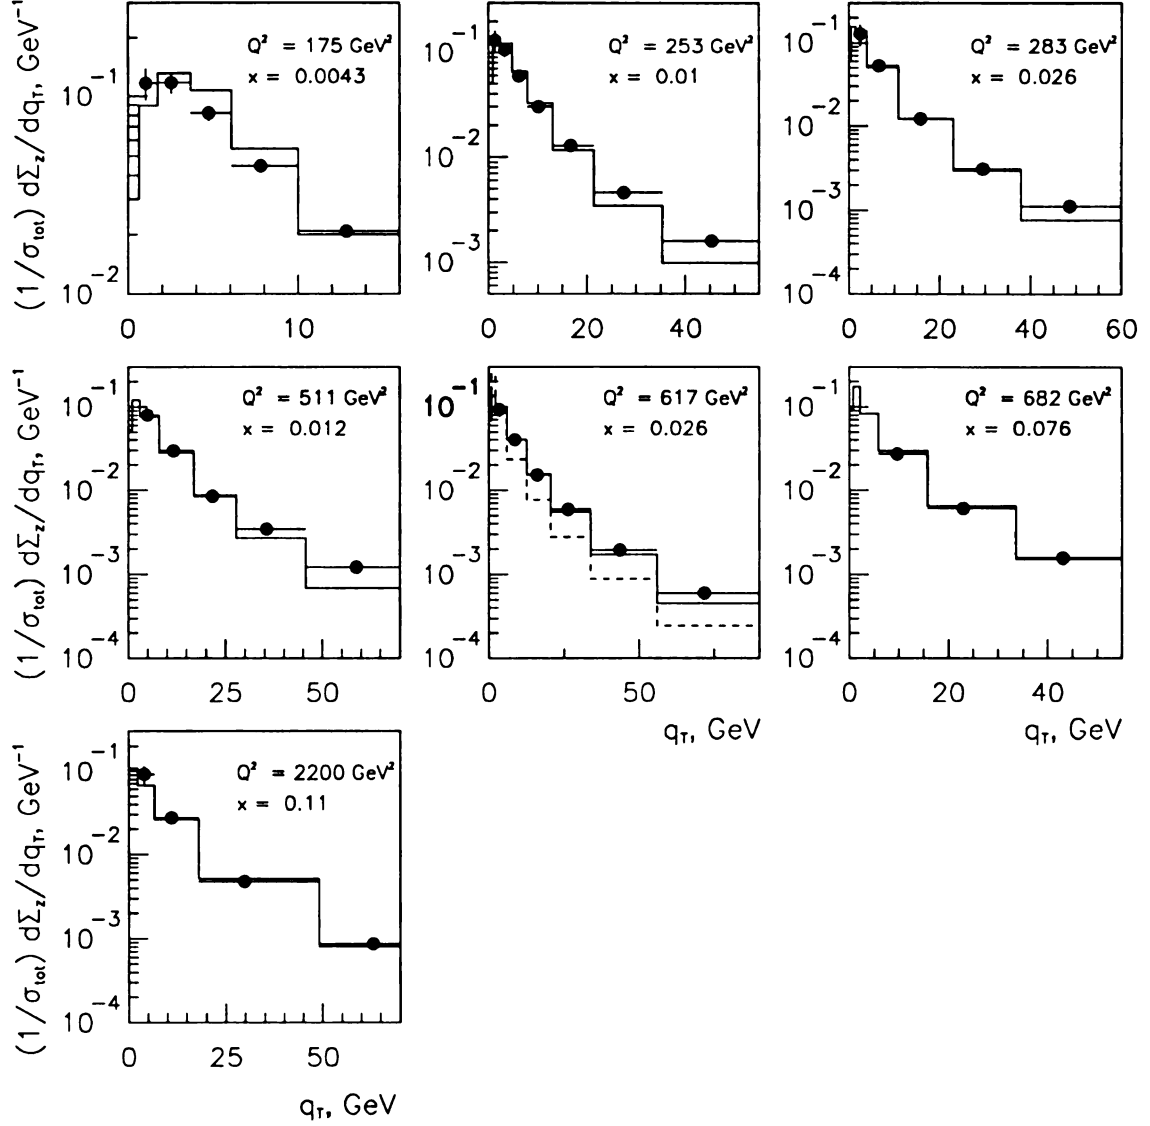 (1/σtot) dΣz/dqT, GeV⁻¹
Q² = 175 GeV²
x = 0.0043
10⁻¹
10⁻²
0 10
Q² = 253 GeV²
x = 0.01
10⁻¹
10⁻²
10⁻³
0 20 40
Q² = 283 GeV²
x = 0.026
10⁻¹
10⁻²
10⁻³
10⁻⁴
0 20 40 60
(1/σtot) dΣz/dqT, GeV⁻¹
Q² = 511 GeV²
x = 0.012
10⁻¹
10⁻²
10⁻³
10⁻⁴
0 25 50
Q² = 617 GeV²
x = 0.026
10⁻¹
10⁻²
10⁻³
10⁻⁴
0 50
qT, GeV
Q² = 682 GeV²
x = 0.076
10⁻¹
10⁻²
10⁻³
10⁻⁴
0 20 40
qT, GeV
(1/σtot) dΣz/dqT, GeV⁻¹
Q² = 2200 GeV²
x = 0.11
10⁻¹
10⁻²
10⁻³
10⁻⁴
0 25 50
qT, GeV